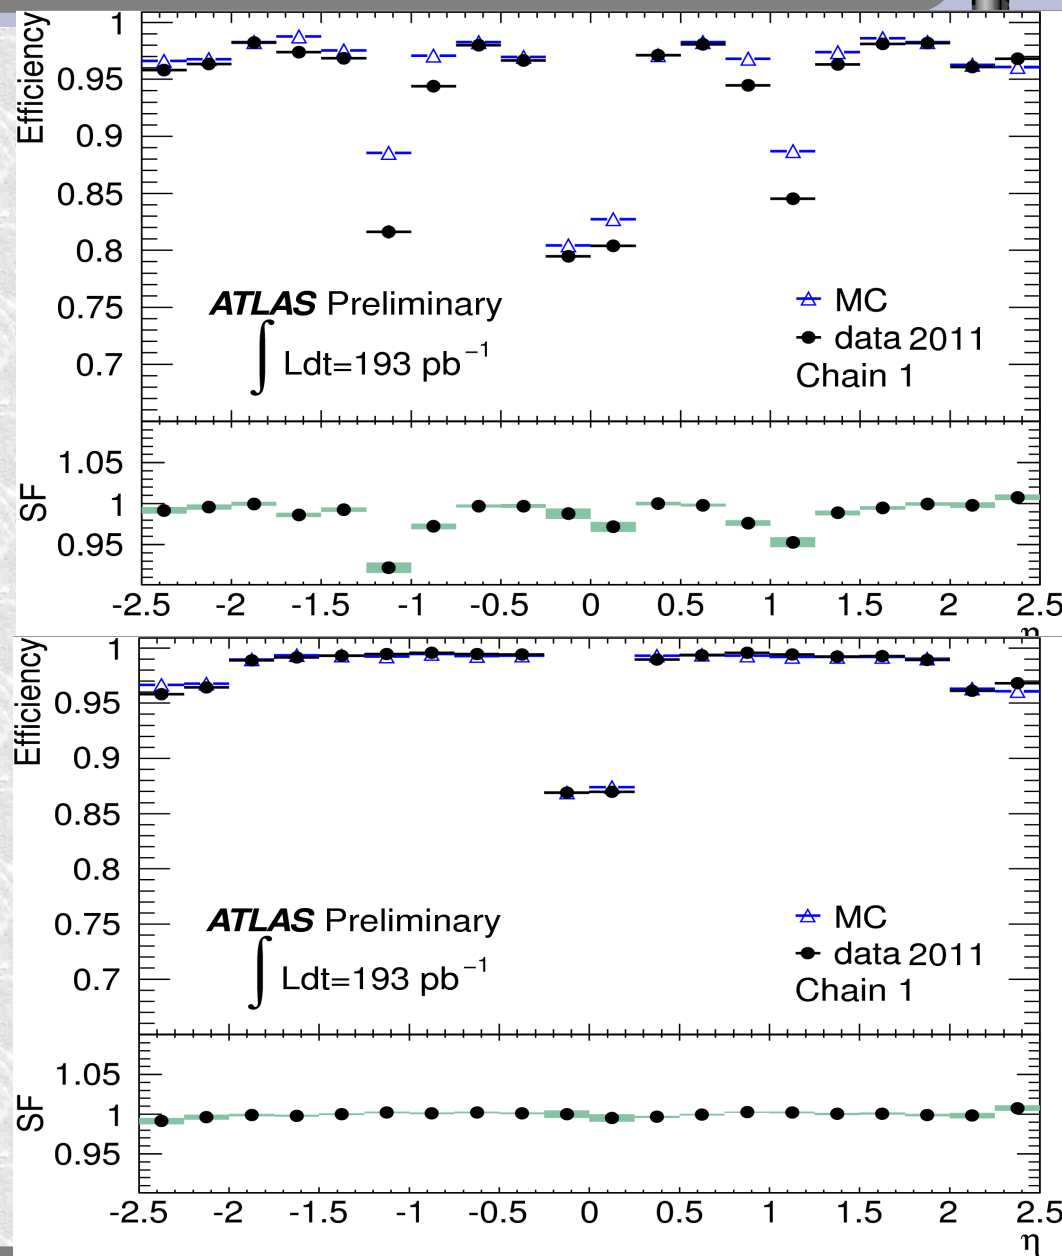 Efficiency
1
0.95
0.9
0.85
0.8
0.75
0.7
ATLAS Preliminary
∫ Ldt=193 pb⁻¹
MC
data 2011
Chain 1
SF
1.05
1
0.95
-2.5 -2 -1.5 -1 -0.5 0 0.5 1 1.5 2 2.5
η
Efficiency
1
0.95
0.9
0.85
0.8
0.75
0.7
ATLAS Preliminary
∫ Ldt=193 pb⁻¹
MC
data 2011
Chain 1
SF
1.05
1
0.95
-2.5 -2 -1.5 -1 -0.5 0 0.5 1 1.5 2 2.5
η